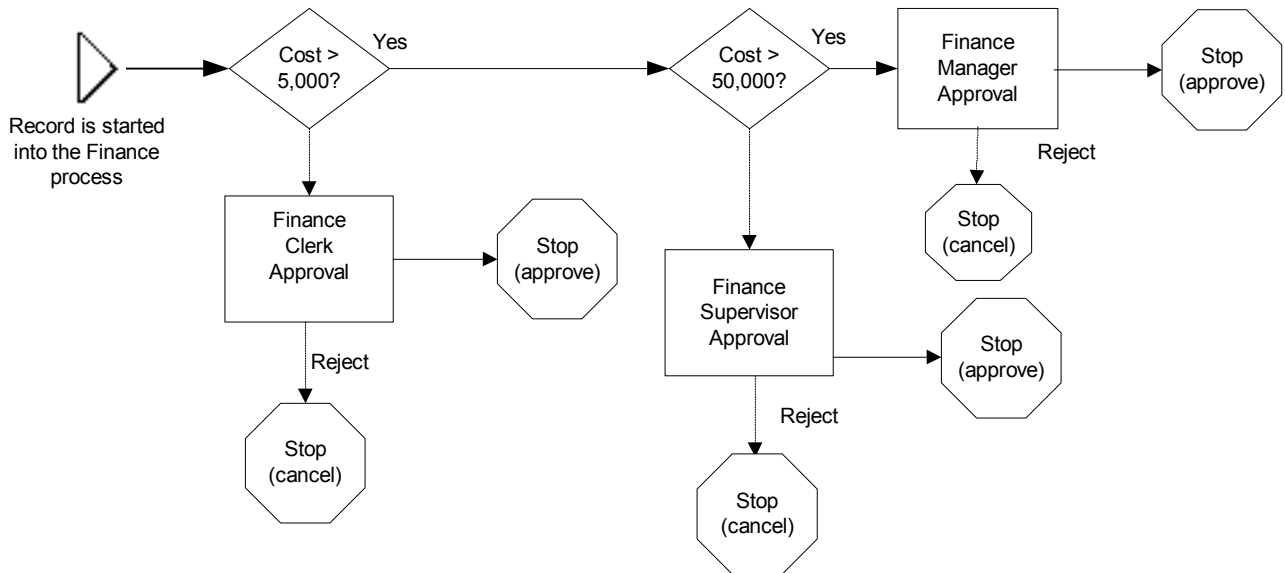 Record is started
into the Finance
process
Cost >
5,000?
Yes
Cost >
50,000?
Yes
Finance
Manager
Approval
Stop
(approve)
Reject
Stop
(cancel)
Finance
Clerk
Approval
Stop
(approve)
Reject
Stop
(cancel)
Finance
Supervisor
Approval
Stop
(approve)
Reject
Stop
(cancel)